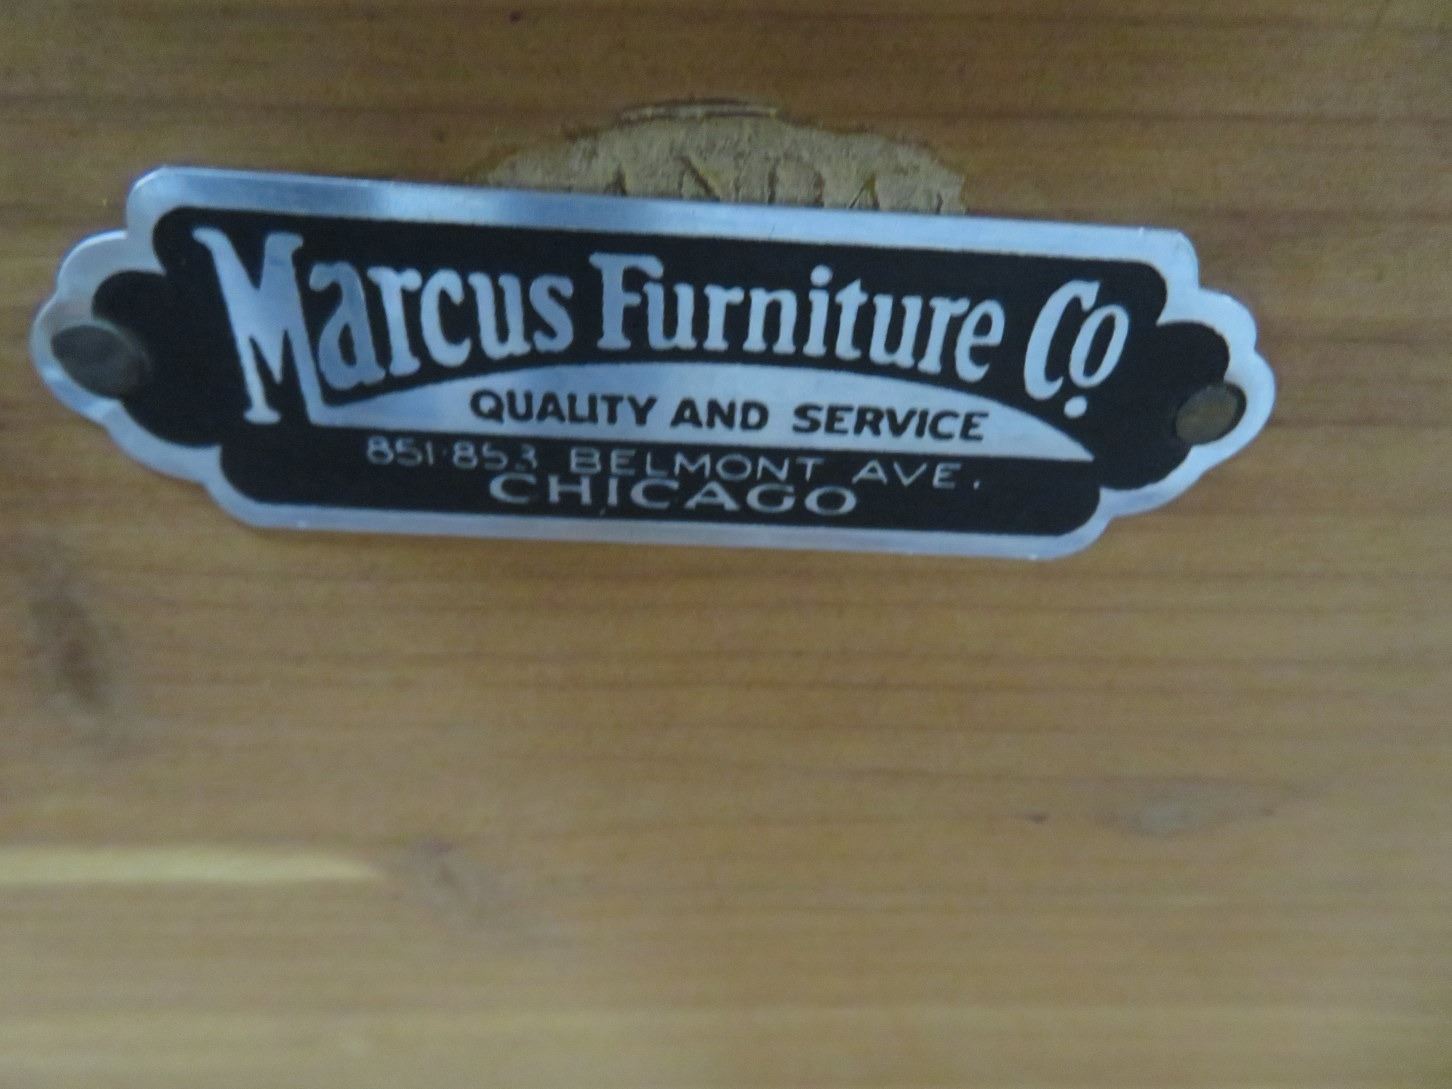 Marcus Furniture Co.
QUALITY AND SERVICE
851-853 BELMONT AVE.
CHICAGO